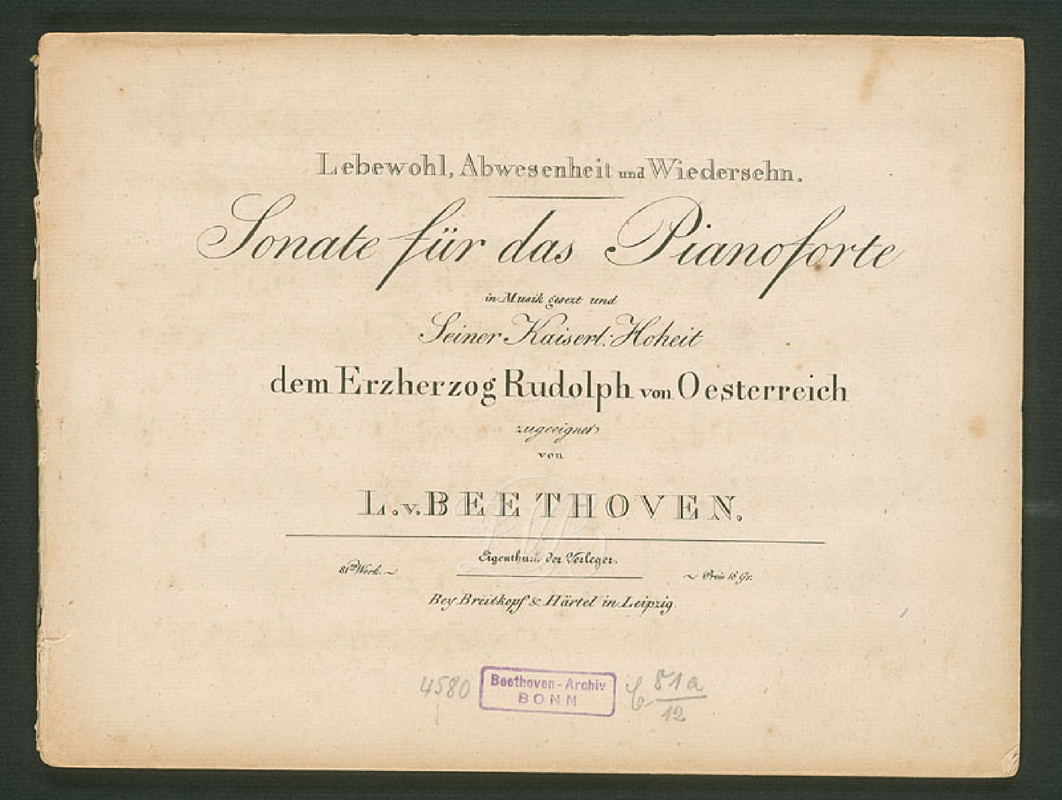 Lebewohl, Abwesenheit und Wiedersehn.
Sonate für das Pianoforte
in Musik gesezt und
Seiner Kaiserl: Hoheit
dem Erzherzog Rudolph von Oesterreich
zugeeignet
von
L. v. BEETHOVEN.
Eigenthum der Verleger.
81tes Werk. Preis 18 Gr.
Bey Breitkopf & Härtel in Leipzig.
4580
Beethoven-Archiv
BONN
81a
12